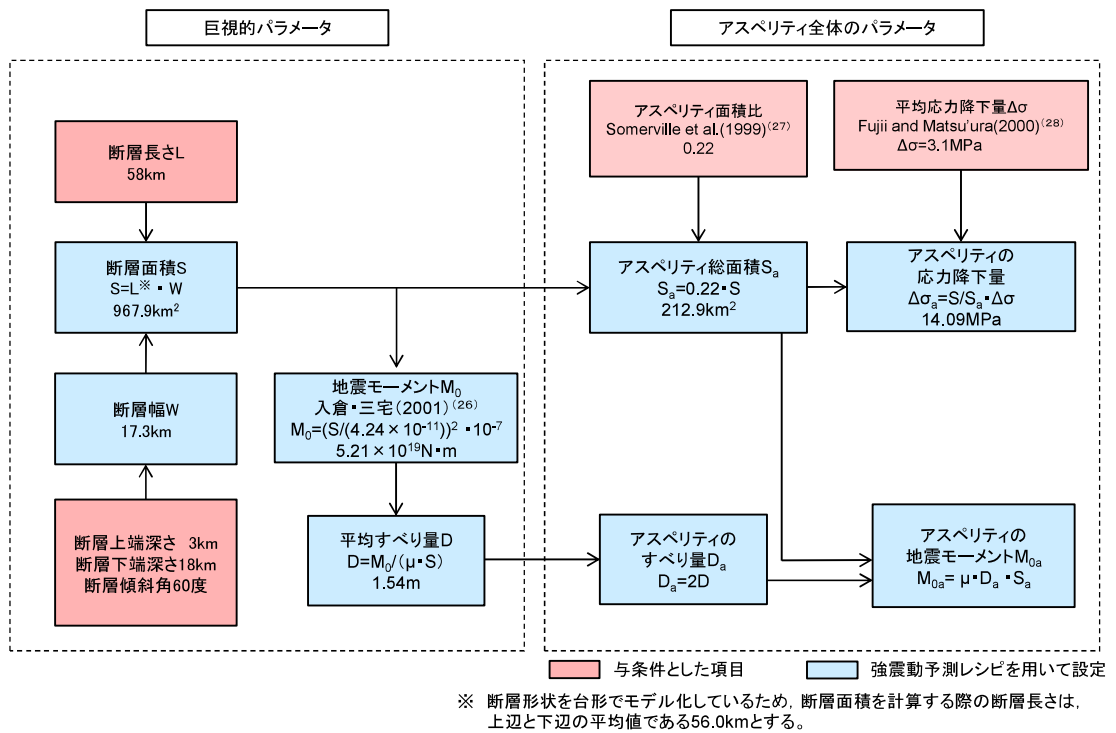 巨視的パラメータ
アスペリティ全体のパラメータ
断層長さL
58km
断層面積S
S=L※・W
967.9km²
断層幅W
17.3km
断層上端深さ 3km
断層下端深さ18km
断層傾斜角60度
地震モーメントM₀
入倉・三宅(2001)⁽²⁶⁾
M₀=(S/(4.24×10⁻¹¹))²・10⁻⁷
5.21×10¹⁹N・m
平均すべり量D
D=M₀/(μ・S)
1.54m
アスペリティ面積比
Somerville et al.(1999)⁽²⁷⁾
0.22
平均応力降下量Δσ
Fujii and Matsu'ura(2000)⁽²⁸⁾
Δσ=3.1MPa
アスペリティ総面積Sₐ
Sₐ=0.22・S
212.9km²
アスペリティの
応力降下量
Δσₐ=S/Sₐ・Δσ
14.09MPa
アスペリティの
すべり量Dₐ
Dₐ=2D
アスペリティの
地震モーメントM₀ₐ
M₀ₐ= μ・Dₐ・Sₐ
与条件とした項目
強震動予測レシピを用いて設定
※ 断層形状を台形でモデル化しているため，断層面積を計算する際の断層長さは，
上辺と下辺の平均値である56.0kmとする。